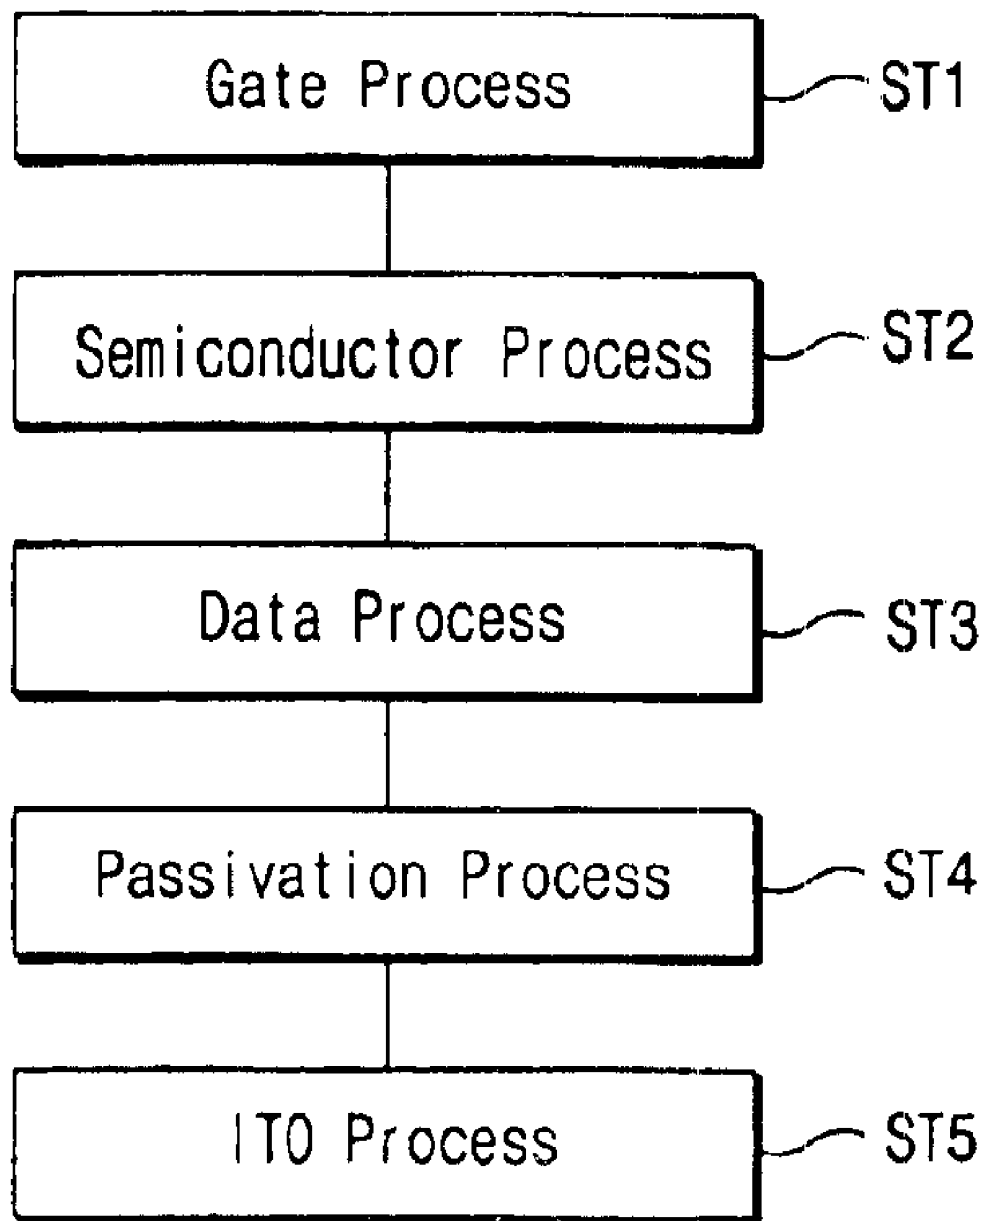 Gate Process ST1
Semiconductor Process ST2
Data Process ST3
Passivation Process ST4
ITO Process ST5